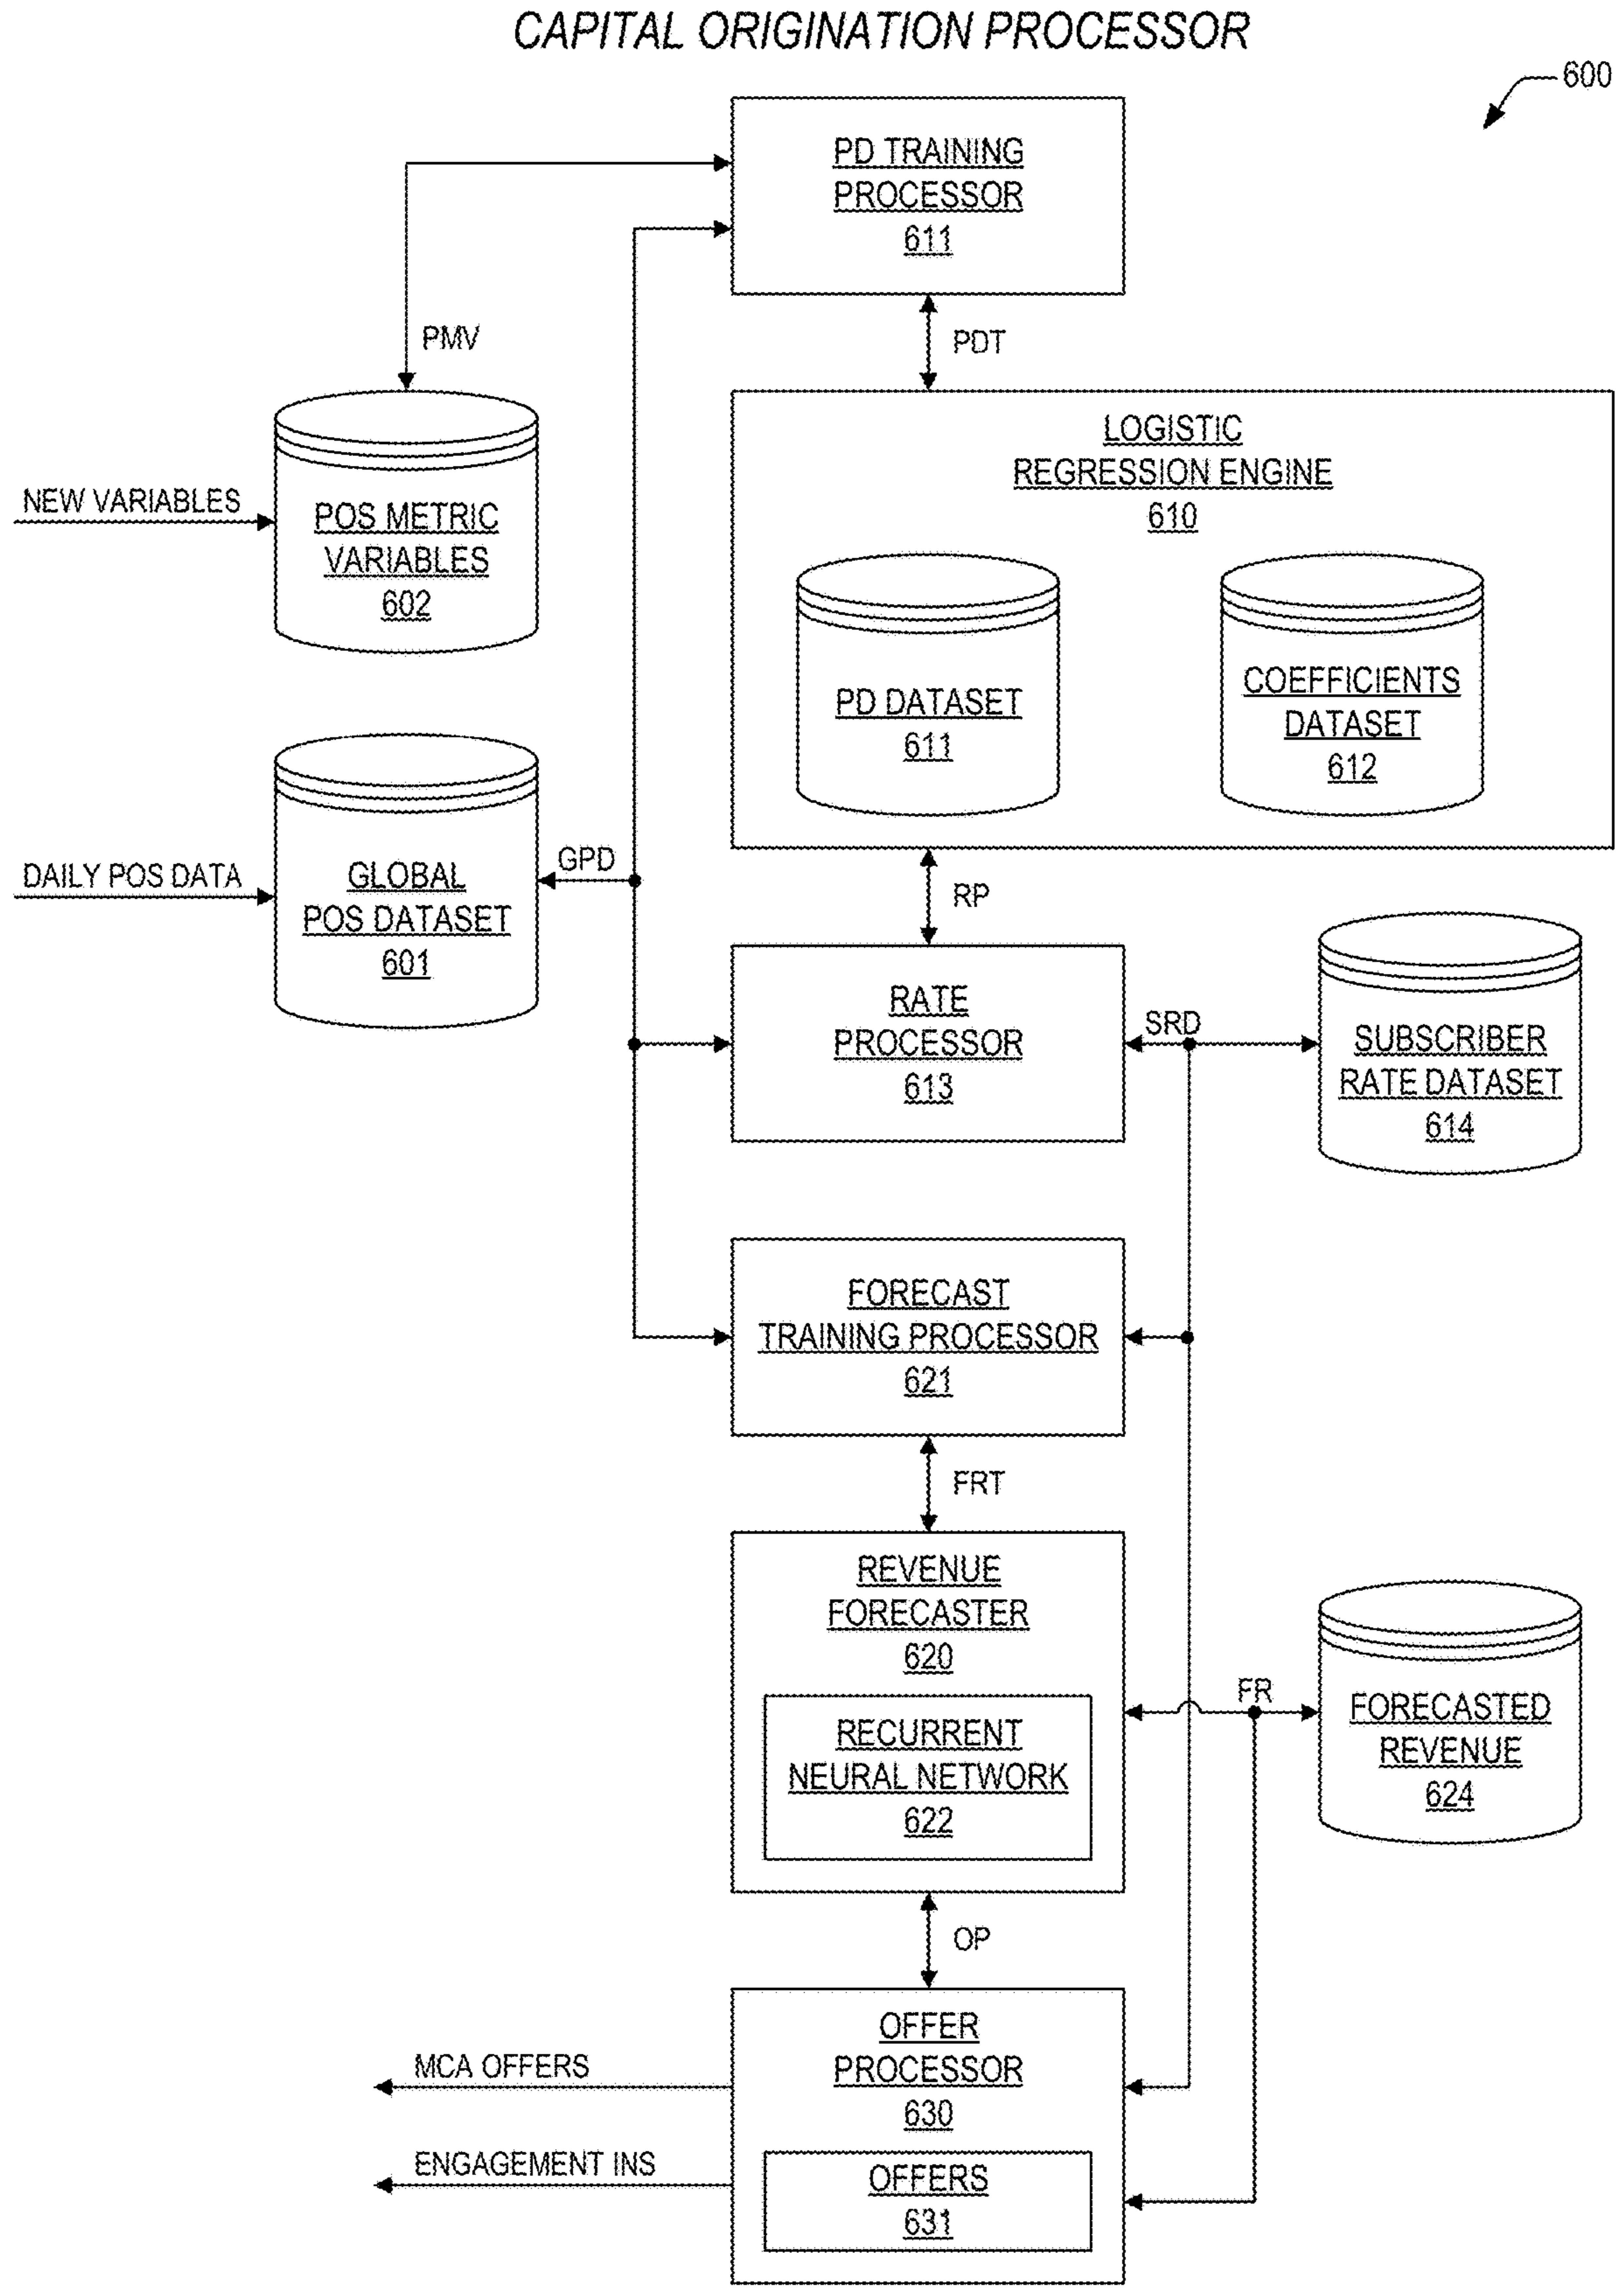 CAPITAL ORIGINATION PROCESSOR
600
PD TRAINING
PROCESSOR
611
PMV
PDT
LOGISTIC
REGRESSION ENGINE
610
NEW VARIABLES
POS METRIC
VARIABLES
602
PD DATASET
611
COEFFICIENTS
DATASET
612
DAILY POS DATA
GLOBAL
POS DATASET
601
GPD
RP
RATE
PROCESSOR
613
SRD
SUBSCRIBER
RATE DATASET
614
FORECAST
TRAINING PROCESSOR
621
FRT
REVENUE
FORECASTER
620
RECURRENT
NEURAL NETWORK
622
FR
FORECASTED
REVENUE
624
OP
OFFER
PROCESSOR
630
MCA OFFERS
ENGAGEMENT INS
OFFERS
631